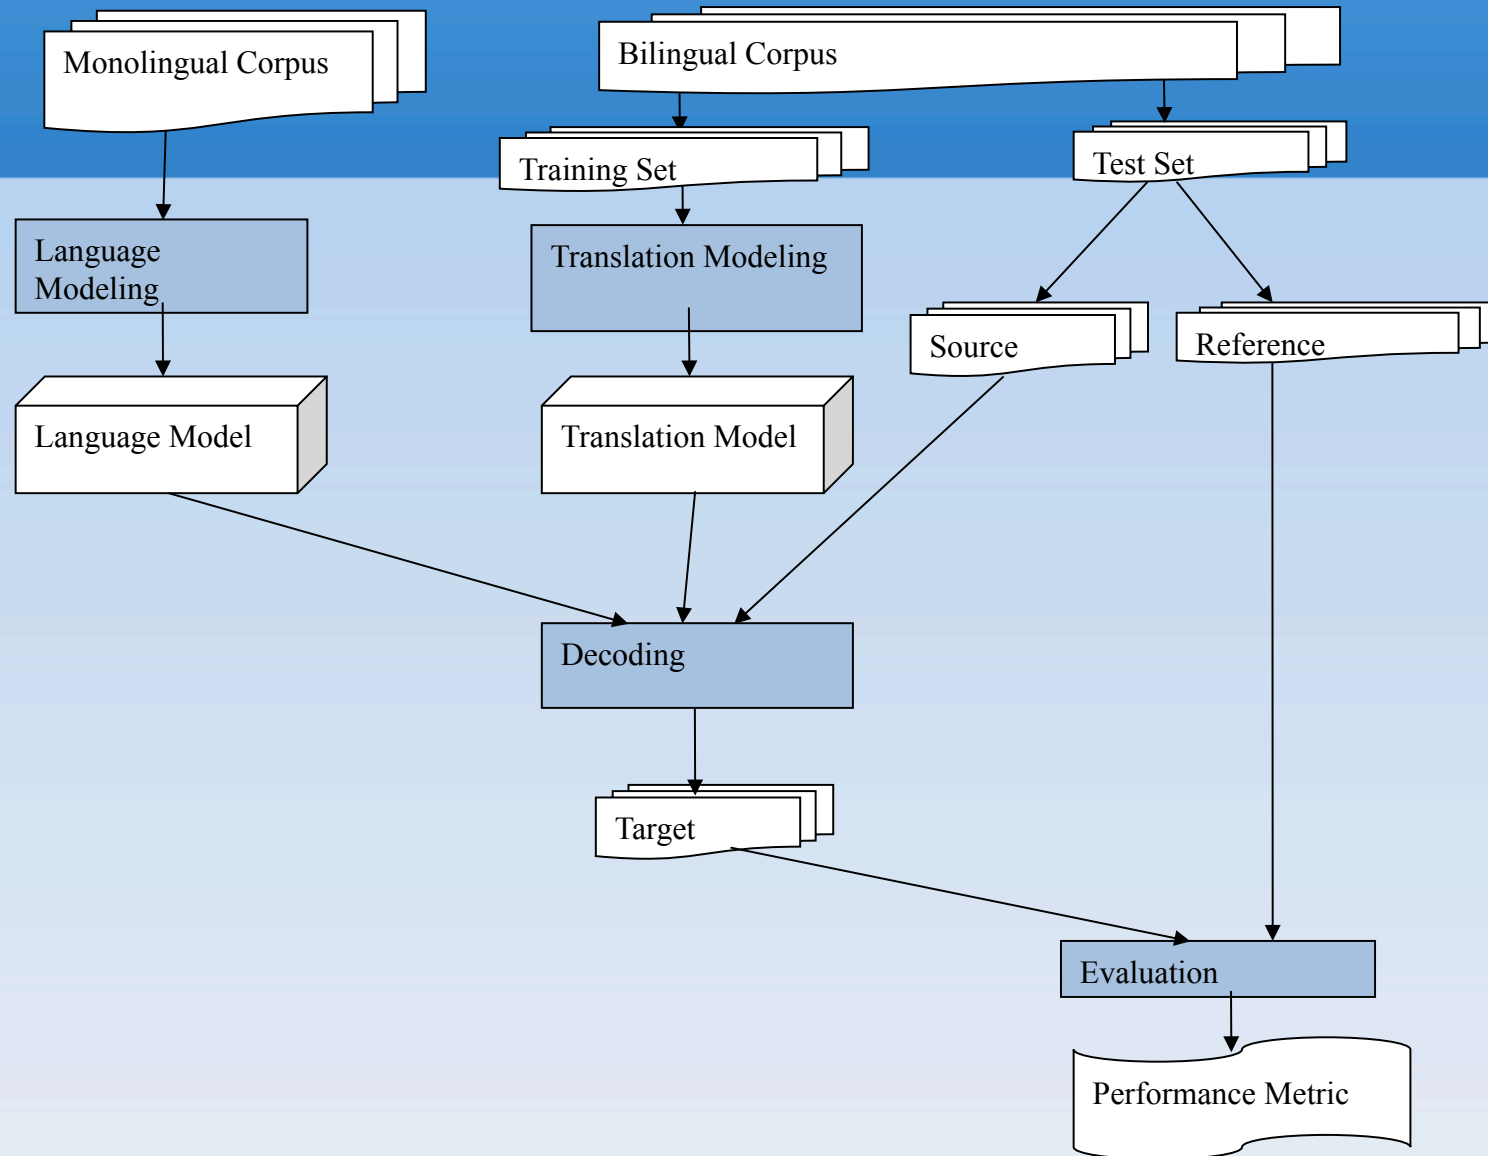 Monolingual Corpus
Bilingual Corpus
Training Set
Test Set
Language
Modeling
Translation Modeling
Source
Reference
Language Model
Translation Model
Decoding
Target
Evaluation
Performance Metric